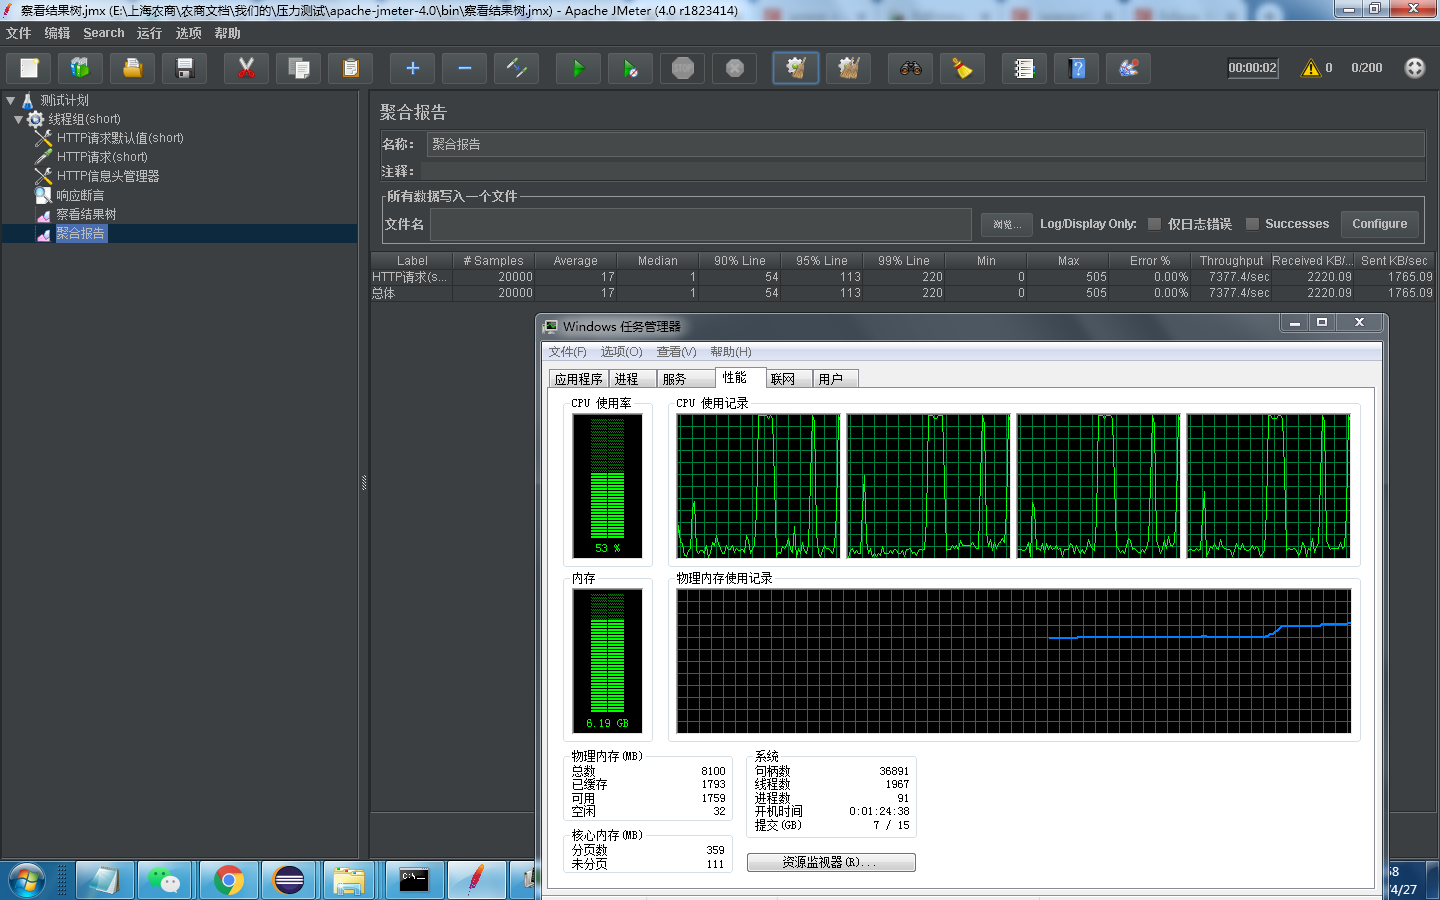 察看结果树.jmx (E:\上海农商\农商文档\我们的\压力测试\apache-jmeter-4.0\bin\察看结果树.jmx) - Apache JMeter (4.0 r1823414)
文件 编辑 Search 运行 选项 帮助
STOP 00:00:02 0 0/200
测试计划
线程组(short)
HTTP请求默认值(short)
HTTP请求(short)
HTTP信息头管理器
响应断言
察看结果树
聚合报告
聚合报告
名称： 聚合报告
注释：
所有数据写入一个文件
文件名 浏览... Log/Display Only: 仅日志错误 Successes Configure
Label # Samples Average Median 90% Line 95% Line 99% Line Min Max Error % Throughput Received KB/... Sent KB/sec
HTTP请求(s... 20000 17 1 54 113 220 0 505 0.00% 7377.4/sec 2220.09 1765.09
总体 20000 17 1 54 113 220 0 505 0.00% 7377.4/sec 2220.09 1765.09
Windows 任务管理器
文件(F) 选项(O) 查看(V) 帮助(H)
应用程序 进程 服务 性能 联网 用户
CPU 使用率 CPU 使用记录
53 %
内存 物理内存使用记录
6.19 GB
物理内存(MB)
总数 8100
已缓存 1793
可用 1759
空闲 32
核心内存(MB)
分页数 359
未分页 111
系统
句柄数 36891
线程数 1967
进程数 91
开机时间 0:01:24:38
提交(GB) 7 / 15
资源监视器(R)...
C:\_
58
/4/27